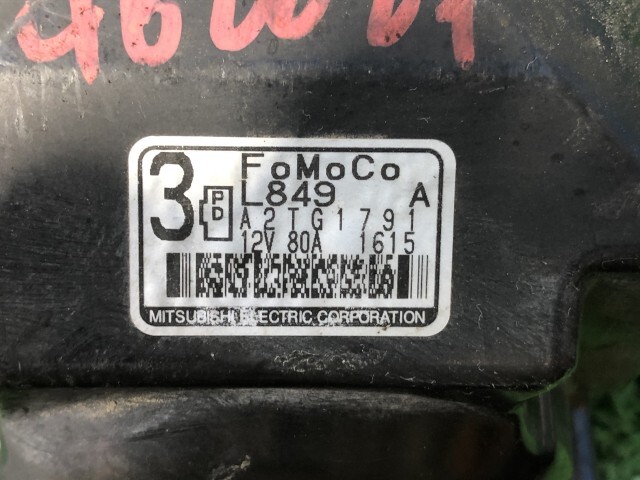 3
P
D
FoMoCo
L849 A
A2TG1791
12V 80A 1615
MITSUBISHI ELECTRIC CORPORATION